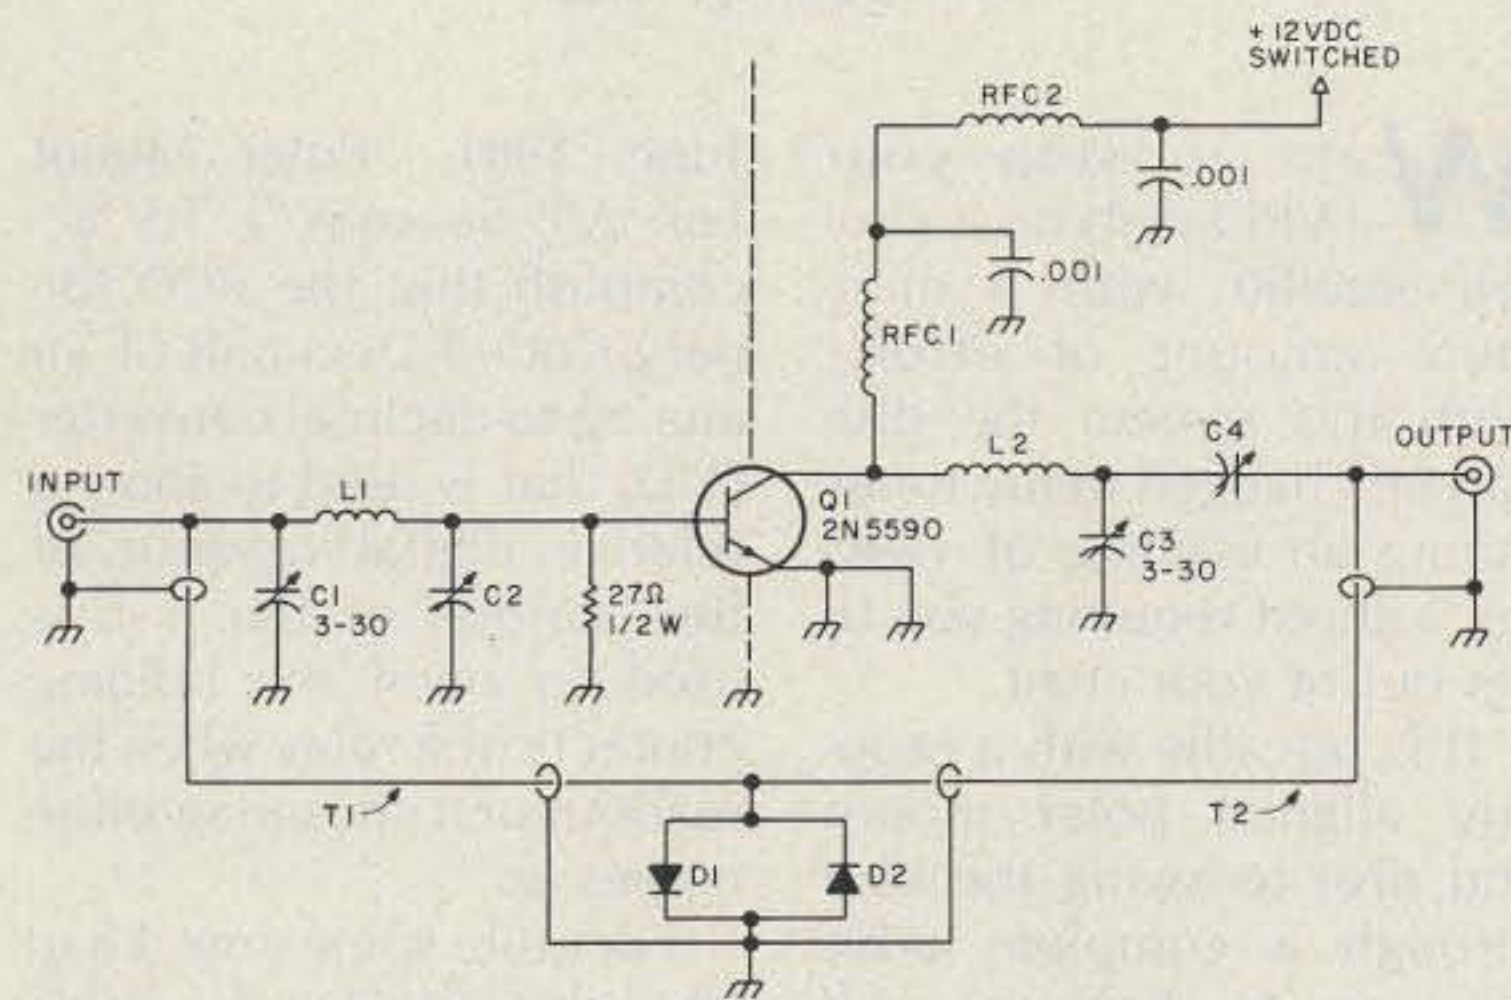 +12VDC
SWITCHED
RFC2
.001
.001
RFC1
INPUT
L1
C1
3-30
C2
27Ω
1/2W
Q1
2N5590
L2
C4
C3
3-30
OUTPUT
T1
D1
D2
T2